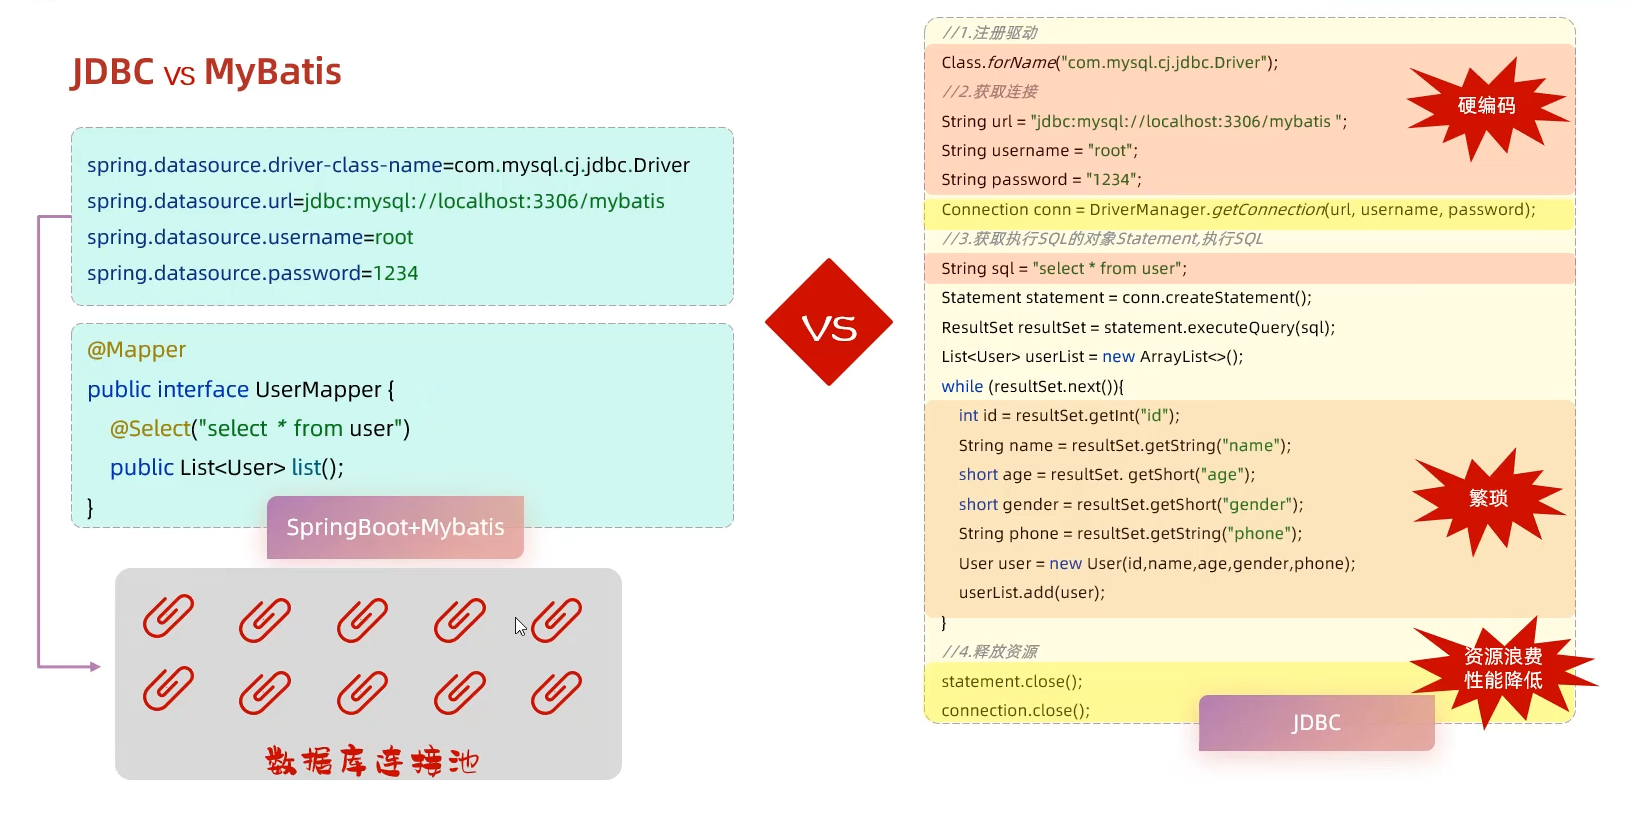 JDBC vs MyBatis
spring.datasource.driver-class-name=com.mysql.cj.jdbc.Driver
spring.datasource.url=jdbc:mysql://localhost:3306/mybatis
spring.datasource.username=root
spring.datasource.password=1234
@Mapper
public interface UserMapper {
@Select("select * from user")
public List<User> list();
}
SpringBoot+Mybatis
数据库连接池
VS
//1.注册驱动
Class.forName("com.mysql.cj.jdbc.Driver");
//2.获取连接
String url = "jdbc:mysql://localhost:3306/mybatis ";
String username = "root";
String password = "1234";
硬编码
Connection conn = DriverManager.getConnection(url, username, password);
//3.获取执行SQL的对象Statement,执行SQL
String sql = "select * from user";
Statement statement = conn.createStatement();
ResultSet resultSet = statement.executeQuery(sql);
List<User> userList = new ArrayList<>();
while (resultSet.next()){
int id = resultSet.getInt("id");
String name = resultSet.getString("name");
short age = resultSet. getShort("age");
short gender = resultSet.getShort("gender");
String phone = resultSet.getString("phone");
User user = new User(id,name,age,gender,phone);
userList.add(user);
繁琐
}
//4.释放资源
statement.close();
connection.close();
资源浪费
性能降低
JDBC